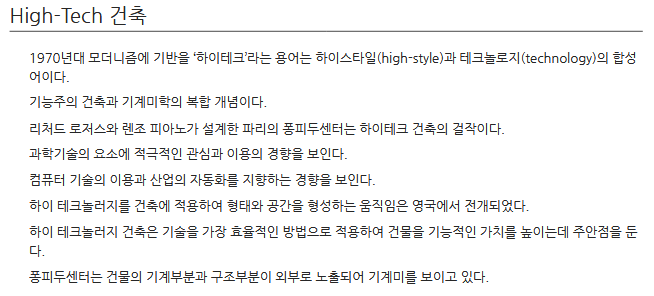 High-Tech 건축
1970년대 모더니즘에 기반을 ‘하이테크’라는 용어는 하이스타일(high-style)과 테크놀로지(technology)의 합성
어이다.
기능주의 건축과 기계미학의 복합 개념이다.
리처드 로저스와 렌조 피아노가 설계한 파리의 퐁피두센터는 하이테크 건축의 걸작이다.
과학기술의 요소에 적극적인 관심과 이용의 경향을 보인다.
컴퓨터 기술의 이용과 산업의 자동화를 지향하는 경향을 보인다.
하이 테크놀러지를 건축에 적용하여 형태와 공간을 형성하는 움직임은 영국에서 전개되었다.
하이 테크놀러지 건축은 기술을 가장 효율적인 방법으로 적용하여 건물을 기능적인 가치를 높이는데 주안점을 둔
다.
퐁피두센터는 건물의 기계부분과 구조부분이 외부로 노출되어 기계미를 보이고 있다.